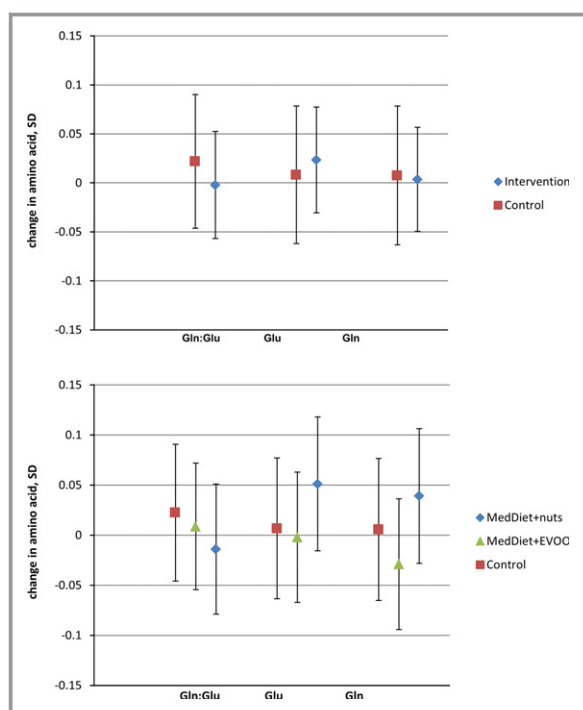 0.15
0.1
0.05
0
-0.05
-0.1
-0.15
change in amino acid, SD
Gln:Glu Glu Gln
Intervention
Control
0.15
0.1
0.05
0
-0.05
-0.1
-0.15
change in amino acid, SD
Gln:Glu Glu Gln
MedDiet+nuts
MedDiet+EVOO
Control